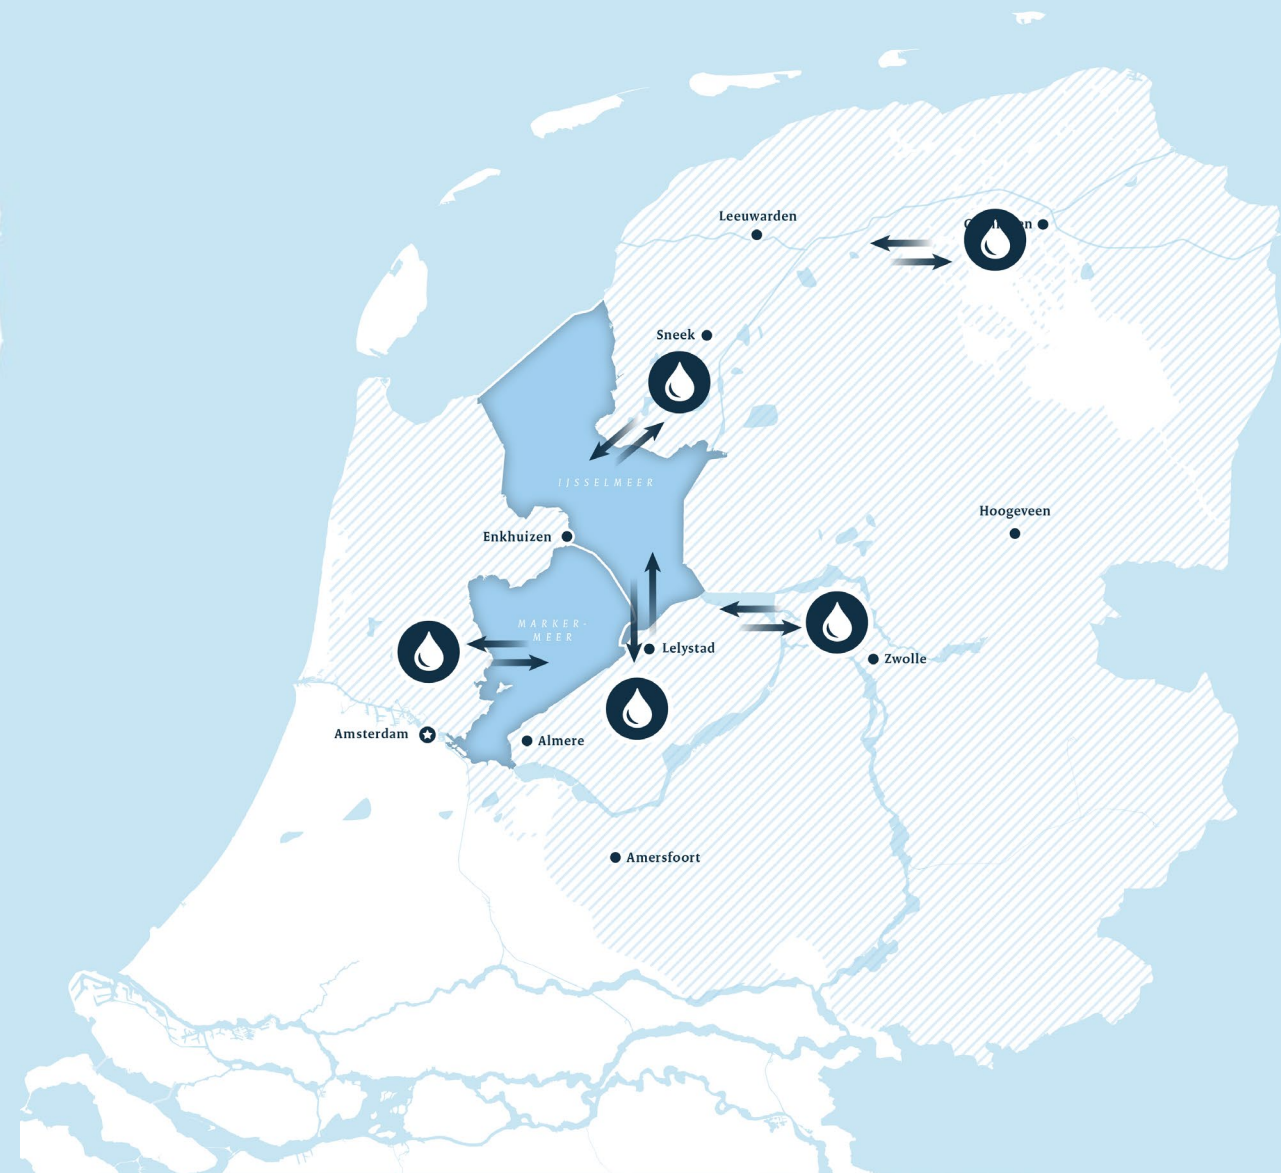 Leeuwarden
Sneek
IJSSELMEER
Hoogeveen
Enkhuizen
MARKER-
MEER
Lelystad
Zwolle
Amsterdam
Almere
Amersfoort